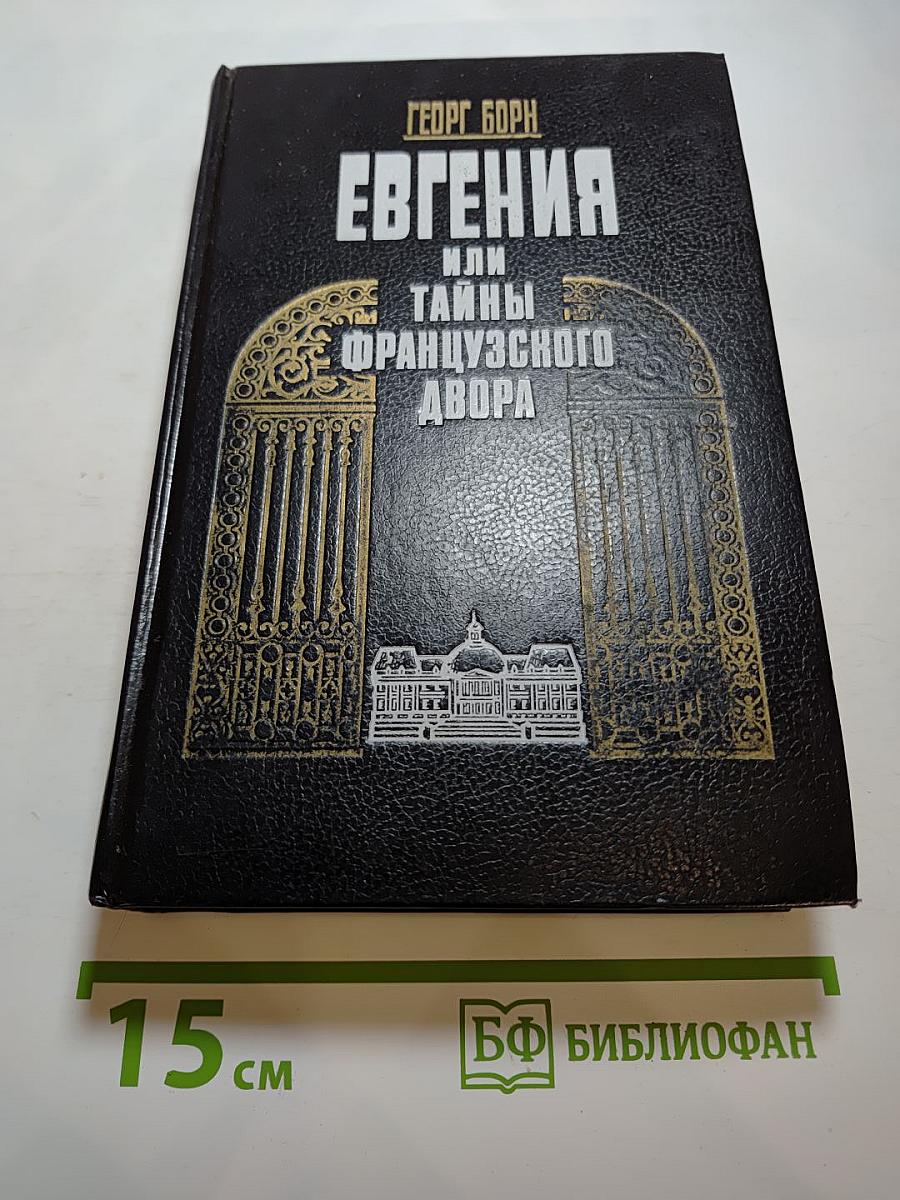 ГЕОРГ БОРН
ЕВГЕНИЯ
ИЛИ
ТАЙНЫ
ФРАНЦУЗСКОГО
ДВОРА
15 см
БФ БИБЛИОФАН